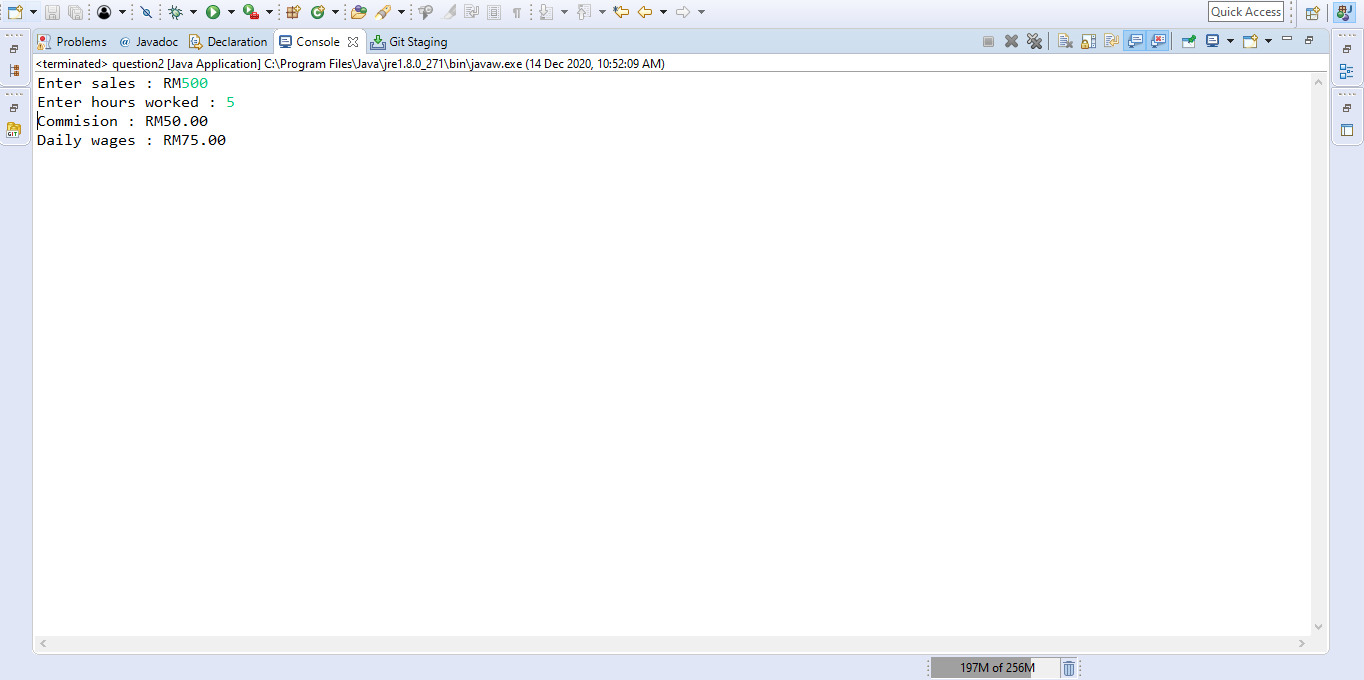 Quick Access
Problems @ Javadoc Declaration Console Git Staging
<terminated> question2 [Java Application] C:\Program Files\Java\jre1.8.0_271\bin\javaw.exe (14 Dec 2020, 10:52:09 AM)
Enter sales : RM500
Enter hours worked : 5
Commision : RM50.00
Daily wages : RM75.00
GIT
197M of 256M